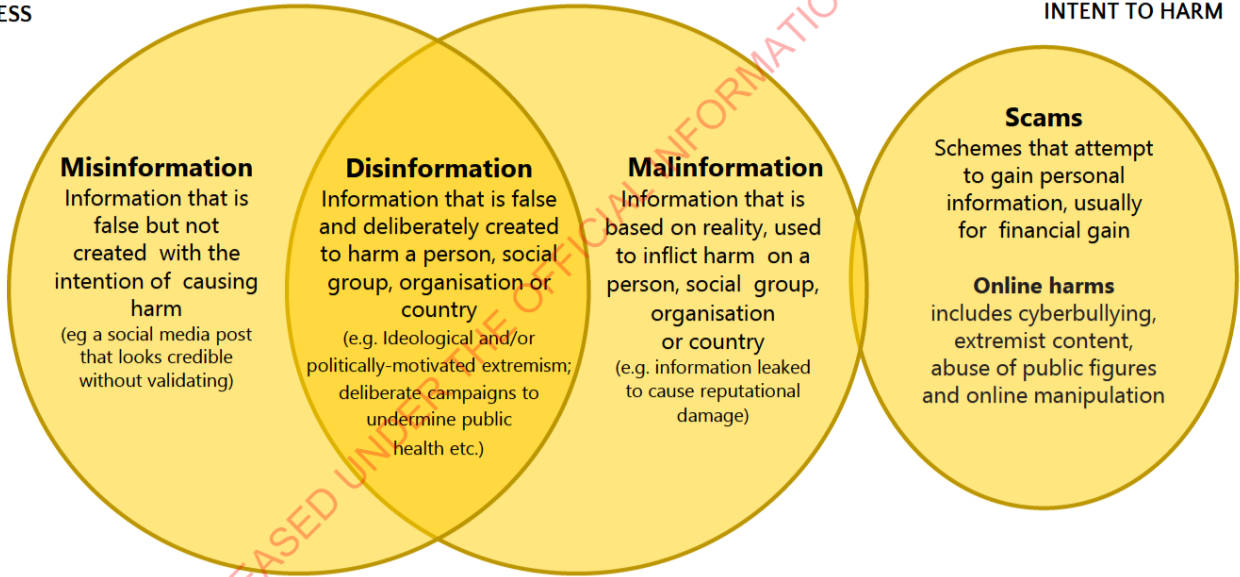 ESS
INTENT TO HARM
Misinformation
Information that is
false but not
created with the
intention of causing
harm
(eg a social media post
that looks credible
without validating)
Disinformation
Information that is false
and deliberately created
to harm a person, social
group, organisation or
country
(e.g. Ideological and/or
politically-motivated extremism;
deliberate campaigns to
undermine public
health etc.)
Malinformation
Information that is
based on reality, used
to inflict harm on a
person, social group,
organisation
or country
(e.g. information leaked
to cause reputational
damage)
Scams
Schemes that attempt
to gain personal
information, usually
for financial gain
Online harms
includes cyberbullying,
extremist content,
abuse of public figures
and online manipulation
EASED UNDER THE OFFICIAL INFORMATIO